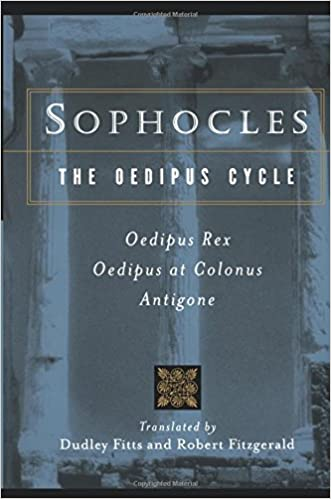 SOPHOCLES
THE OEDIPUS CYCLE
Oedipus Rex
Oedipus at Colonus
Antigone
Translated by
Dudley Fitts and Robert Fitzgerald